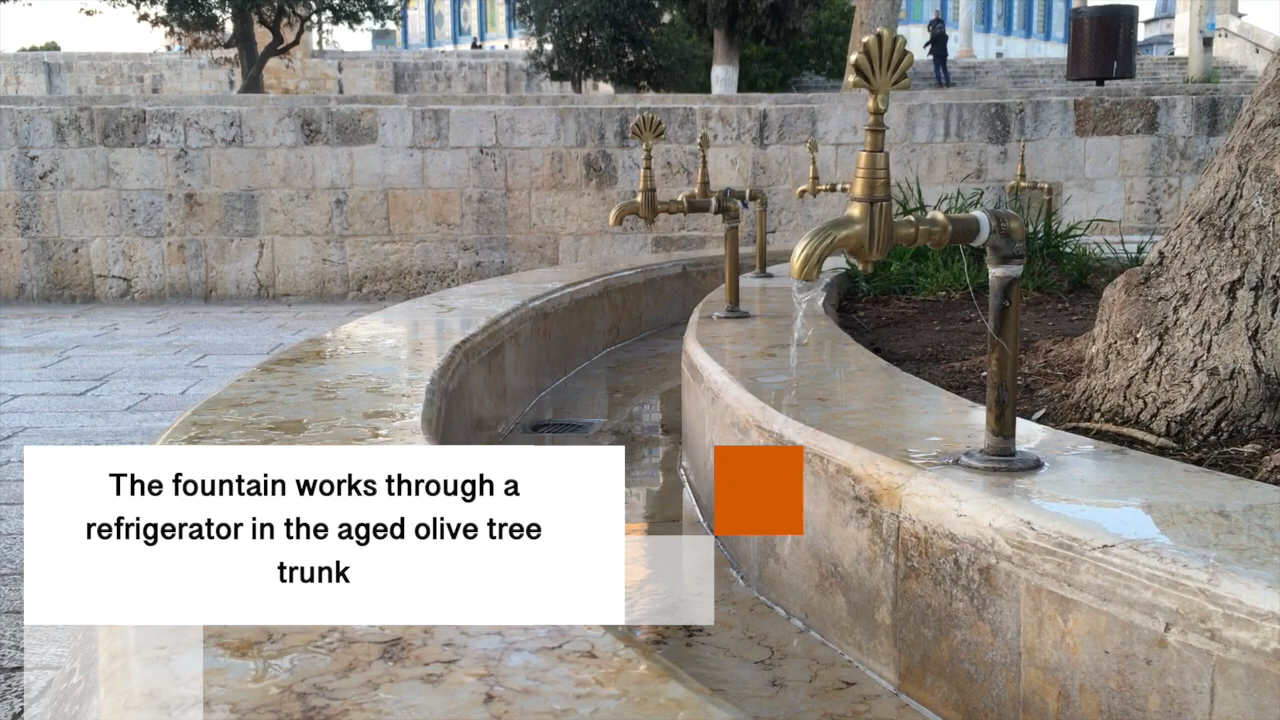 The fountain works through a
refrigerator in the aged olive tree
trunk